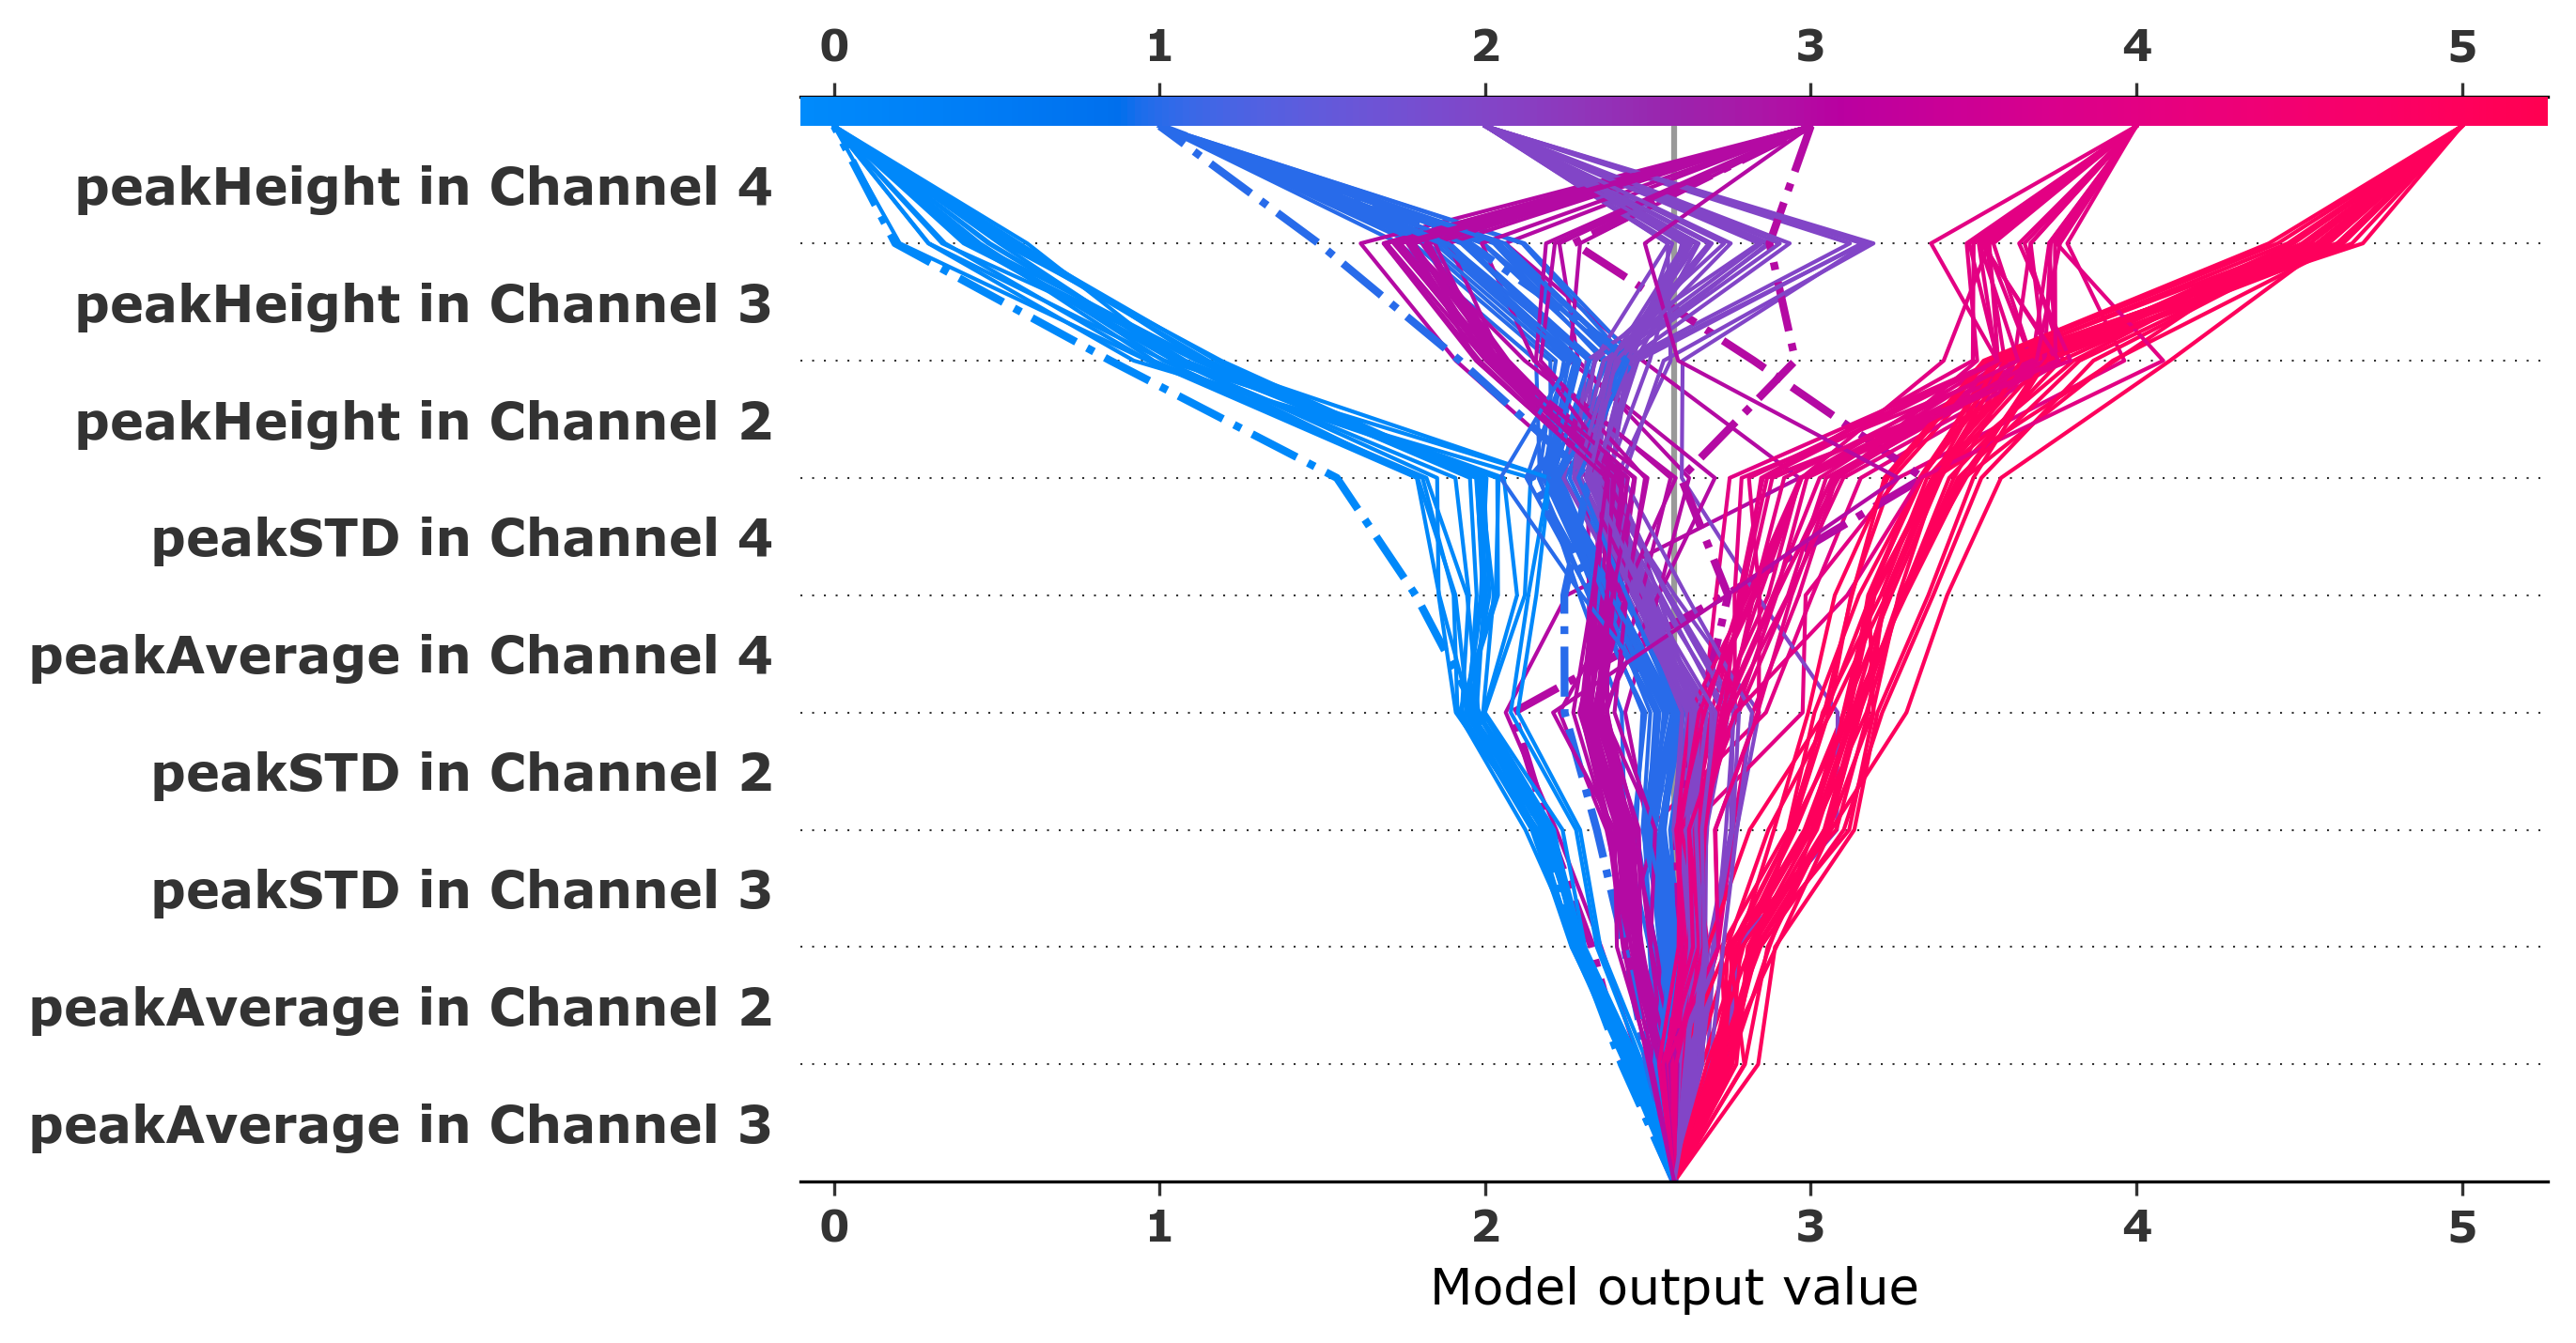 0 1 2 3 4 5
peakHeight in Channel 4
peakHeight in Channel 3
peakHeight in Channel 2
peakSTD in Channel 4
peakAverage in Channel 4
peakSTD in Channel 2
peakSTD in Channel 3
peakAverage in Channel 2
peakAverage in Channel 3
0 1 2 3 4 5
Model output value